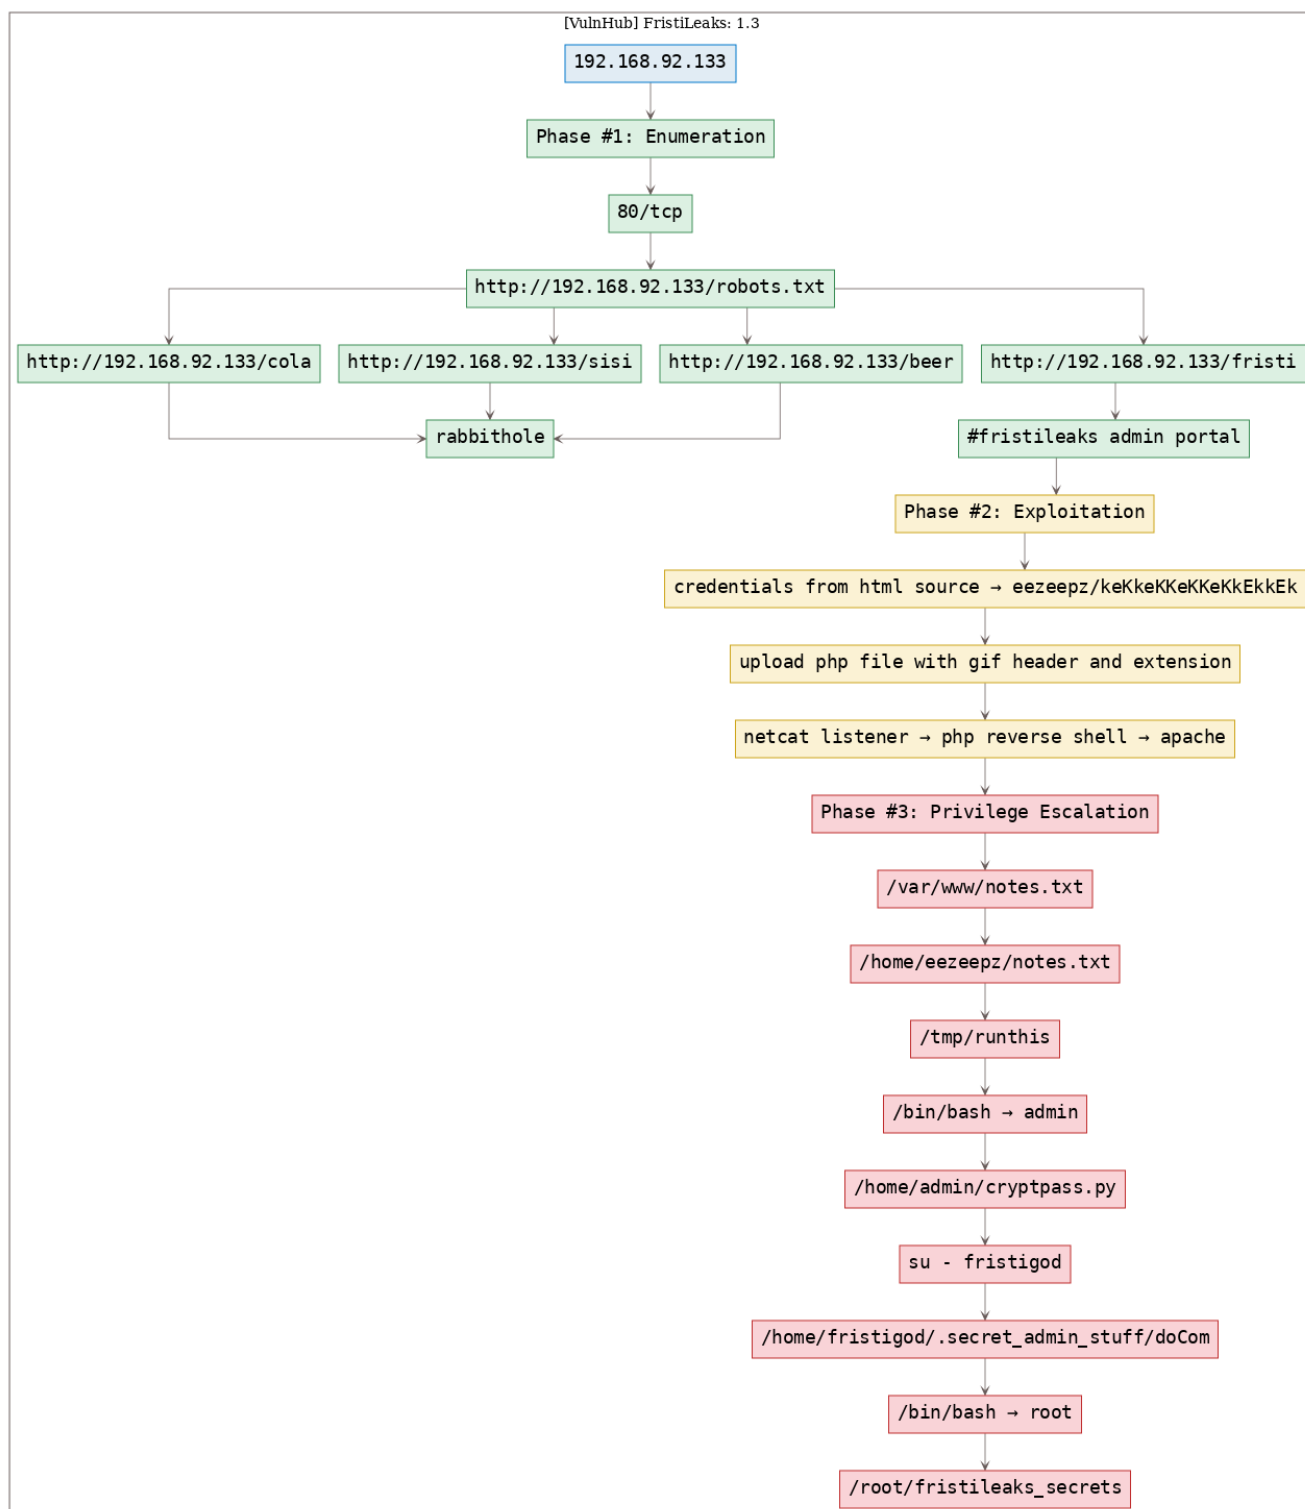 [VulnHub] FristiLeaks: 1.3
192.168.92.133
Phase #1: Enumeration
80/tcp
http://192.168.92.133/robots.txt
http://192.168.92.133/cola
http://192.168.92.133/sisi
http://192.168.92.133/beer
http://192.168.92.133/fristi
rabbithole
#fristileaks admin portal
Phase #2: Exploitation
credentials from html source → eezeepz/keKkeKKeKKeKkEkkEk
upload php file with gif header and extension
netcat listener → php reverse shell → apache
Phase #3: Privilege Escalation
/var/www/notes.txt
/home/eezeepz/notes.txt
/tmp/runthis
/bin/bash → admin
/home/admin/cryptpass.py
su - fristigod
/home/fristigod/.secret_admin_stuff/doCom
/bin/bash → root
/root/fristileaks_secrets